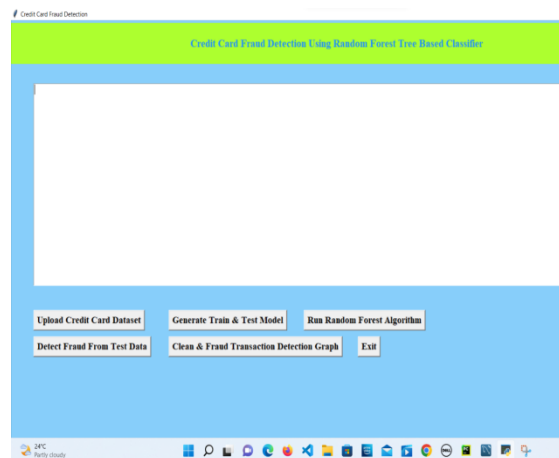 Credit Card Fraud Detection
Credit Card Fraud Detection Using Random Forest Tree Based Classifier
Upload Credit Card Dataset Generate Train & Test Model Run Random Forest Algorithm
Detect Fraud From Test Data Clean & Fraud Transaction Detection Graph Exit
24°C
Partly cloudy